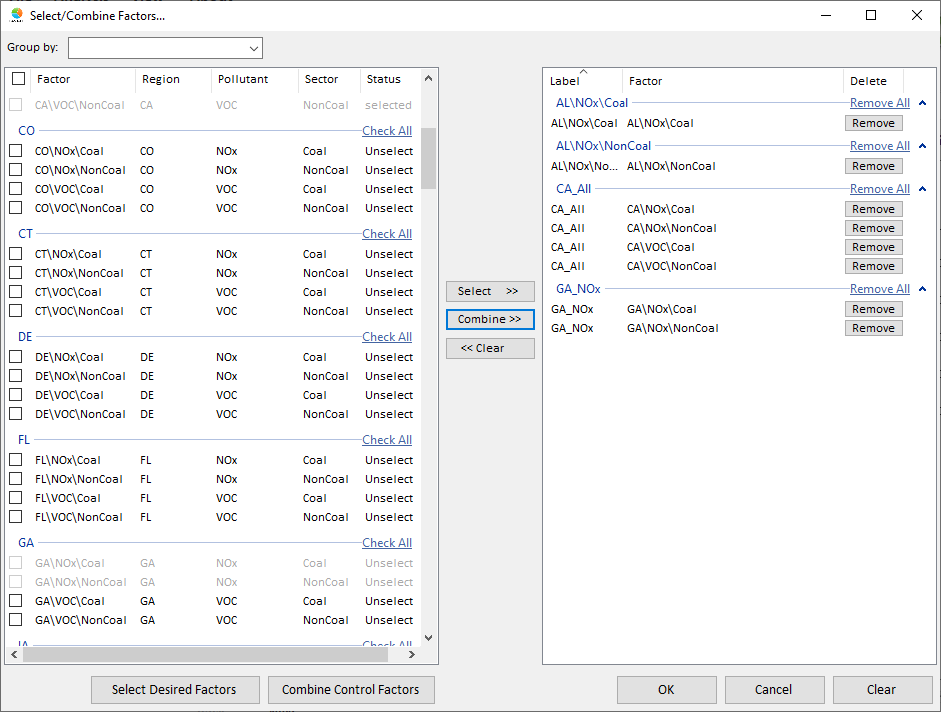 Select/Combine Factors...
Group by:
Factor Region Pollutant Sector Status
CA\VOC\NonCoal CA VOC NonCoal selected
CO Check All
CO\NOx\Coal CO NOx Coal Unselect
CO\NOx\NonCoal CO NOx NonCoal Unselect
CO\VOC\Coal CO VOC Coal Unselect
CO\VOC\NonCoal CO VOC NonCoal Unselect
CT Check All
CT\NOx\Coal CT NOx Coal Unselect
CT\NOx\NonCoal CT NOx NonCoal Unselect
CT\VOC\Coal CT VOC Coal Unselect
CT\VOC\NonCoal CT VOC NonCoal Unselect
DE Check All
DE\NOx\Coal DE NOx Coal Unselect
DE\NOx\NonCoal DE NOx NonCoal Unselect
DE\VOC\Coal DE VOC Coal Unselect
DE\VOC\NonCoal DE VOC NonCoal Unselect
FL Check All
FL\NOx\Coal FL NOx Coal Unselect
FL\NOx\NonCoal FL NOx NonCoal Unselect
FL\VOC\Coal FL VOC Coal Unselect
FL\VOC\NonCoal FL VOC NonCoal Unselect
GA Check All
GA\NOx\Coal GA NOx Coal Unselect
GA\NOx\NonCoal GA NOx NonCoal Unselect
GA\VOC\Coal GA VOC Coal Unselect
GA\VOC\NonCoal GA VOC NonCoal Unselect
Check All
Select >>
Combine >>
<< Clear
Label Factor Delete
AL\NOx\Coal Remove All
AL\NOx\Coal AL\NOx\Coal Remove
AL\NOx\NonCoal Remove All
AL\NOx\No... AL\NOx\NonCoal Remove
CA_All Remove All
CA_All CA\NOx\Coal Remove
CA_All CA\NOx\NonCoal Remove
CA_All CA\VOC\Coal Remove
CA_All CA\VOC\NonCoal Remove
GA_NOx Remove All
GA_NOx GA\NOx\Coal Remove
GA_NOx GA\NOx\NonCoal Remove
Select Desired Factors Combine Control Factors OK Cancel Clear